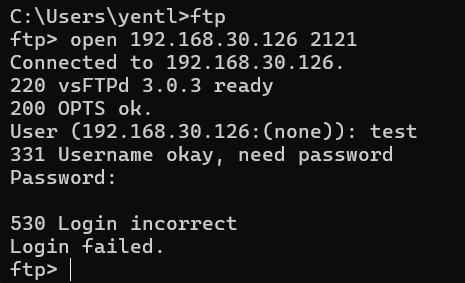 C:\Users\yentl>ftp
ftp> open 192.168.30.126 2121
Connected to 192.168.30.126.
220 vsFTPd 3.0.3 ready
200 OPTS ok.
User (192.168.30.126:(none)): test
331 Username okay, need password
Password:
530 Login incorrect
Login failed.
ftp>